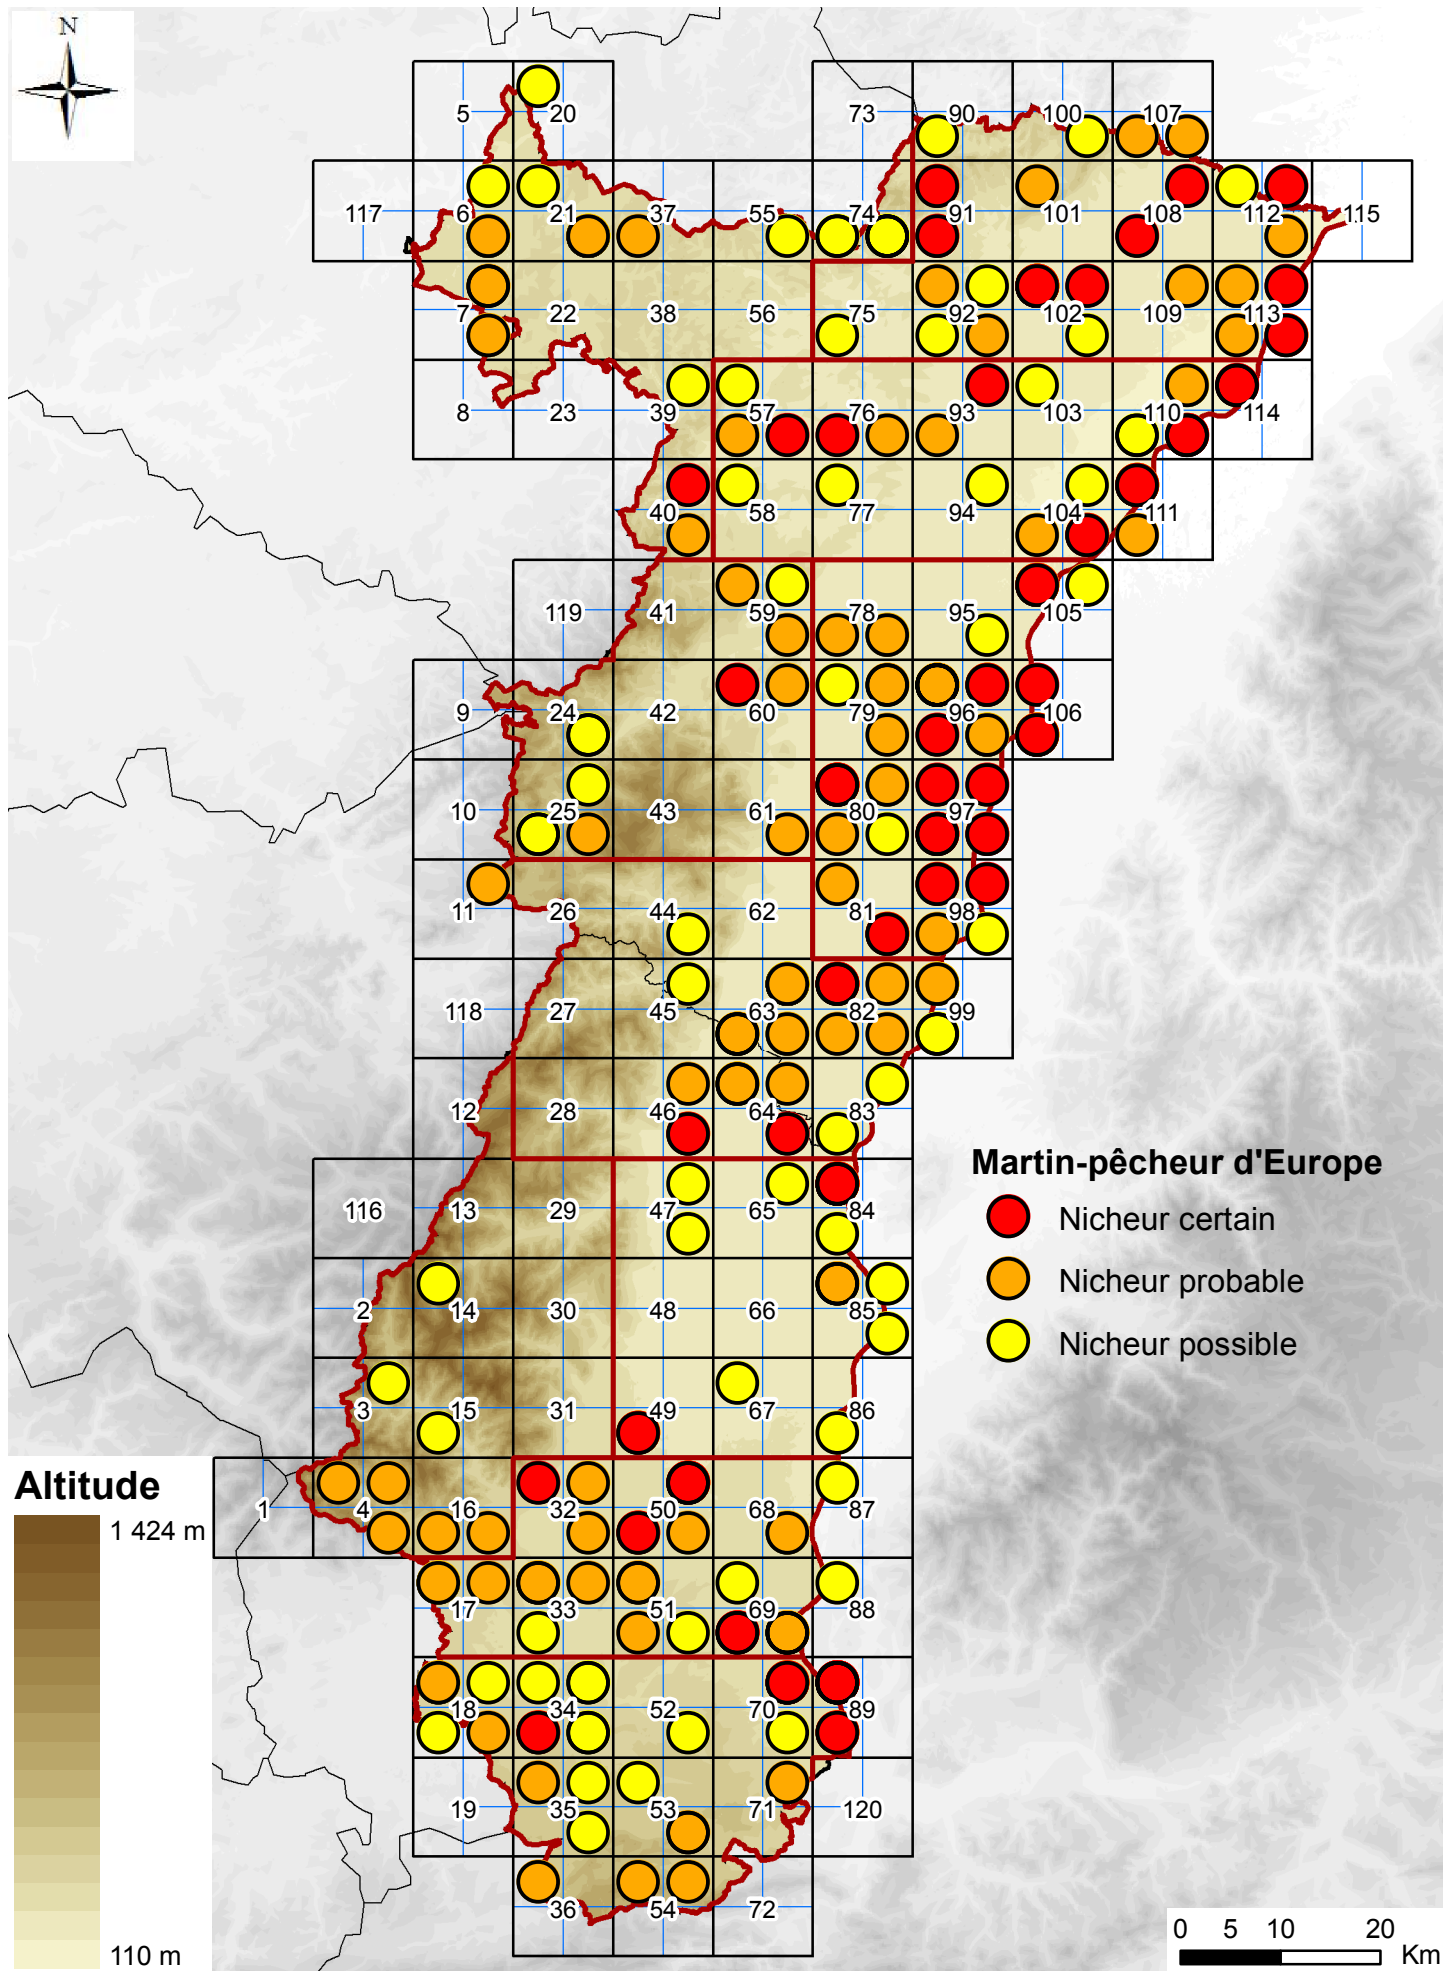 N
5 20 73 90 100 107
117 6 21 37 55 74 91 101 108 112 115
7 22 38 56 75 92 102 109 113
8 23 39 57 76 93 103 110 114
40 58 77 94 104 111
119 41 59 78 95 105
9 24 42 60 79 96 106
10 25 43 61 80 97
11 26 44 62 81 98
118 27 45 63 82 99
12 28 46 64 83
Martin-pêcheur d'Europe
116 13 29 47 65 84
Nicheur certain
Nicheur probable
2 14 30 48 66 85
Nicheur possible
3 15 31 49 67 86
Altitude
1 4 16 32 50 68 87
1 424 m
17 33 51 69 88
18 34 52 70 89
19 35 53 71 120
36 54 72
110 m
0 5 10 20
Km